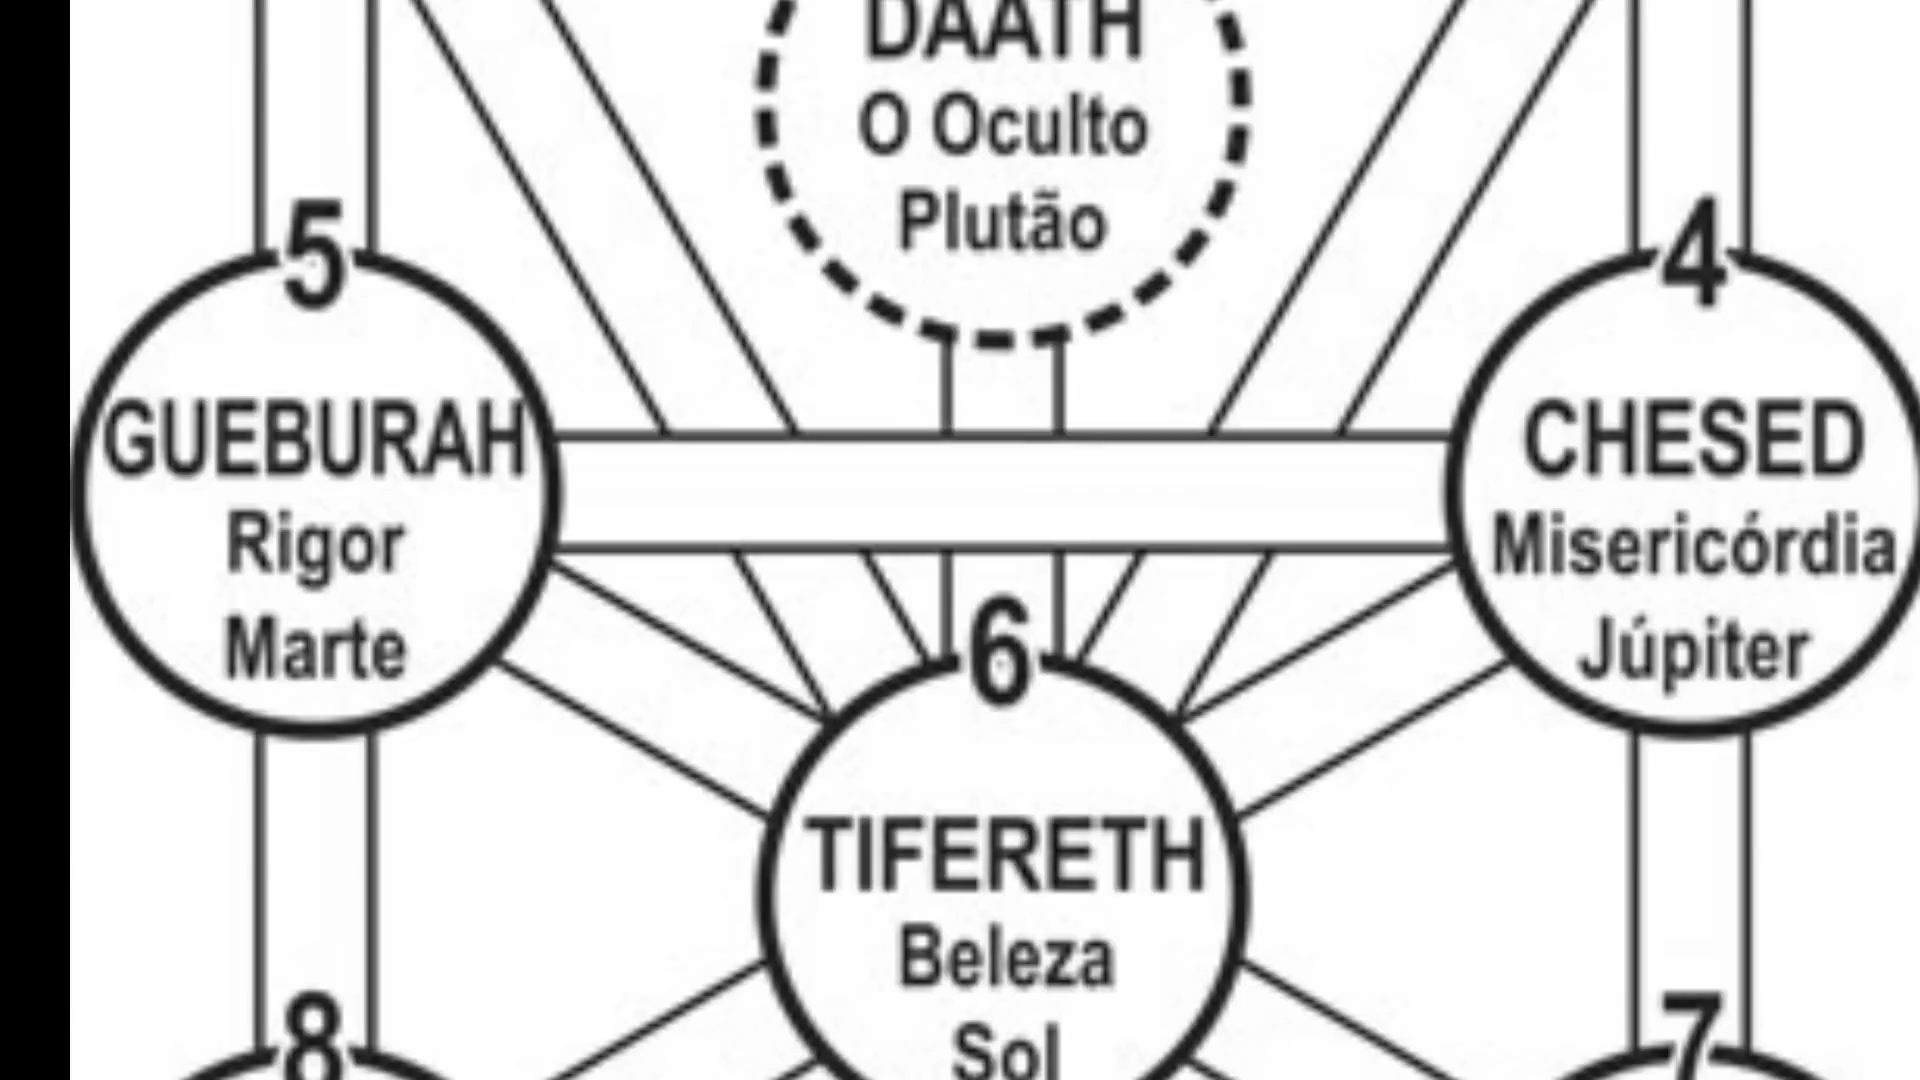 DAATH
O Oculto
Plutão
5
GUEBURAH
Rigor
Marte
4
CHESED
Misericórdia
Júpiter
6
TIFERETH
Beleza
Sol
8
7